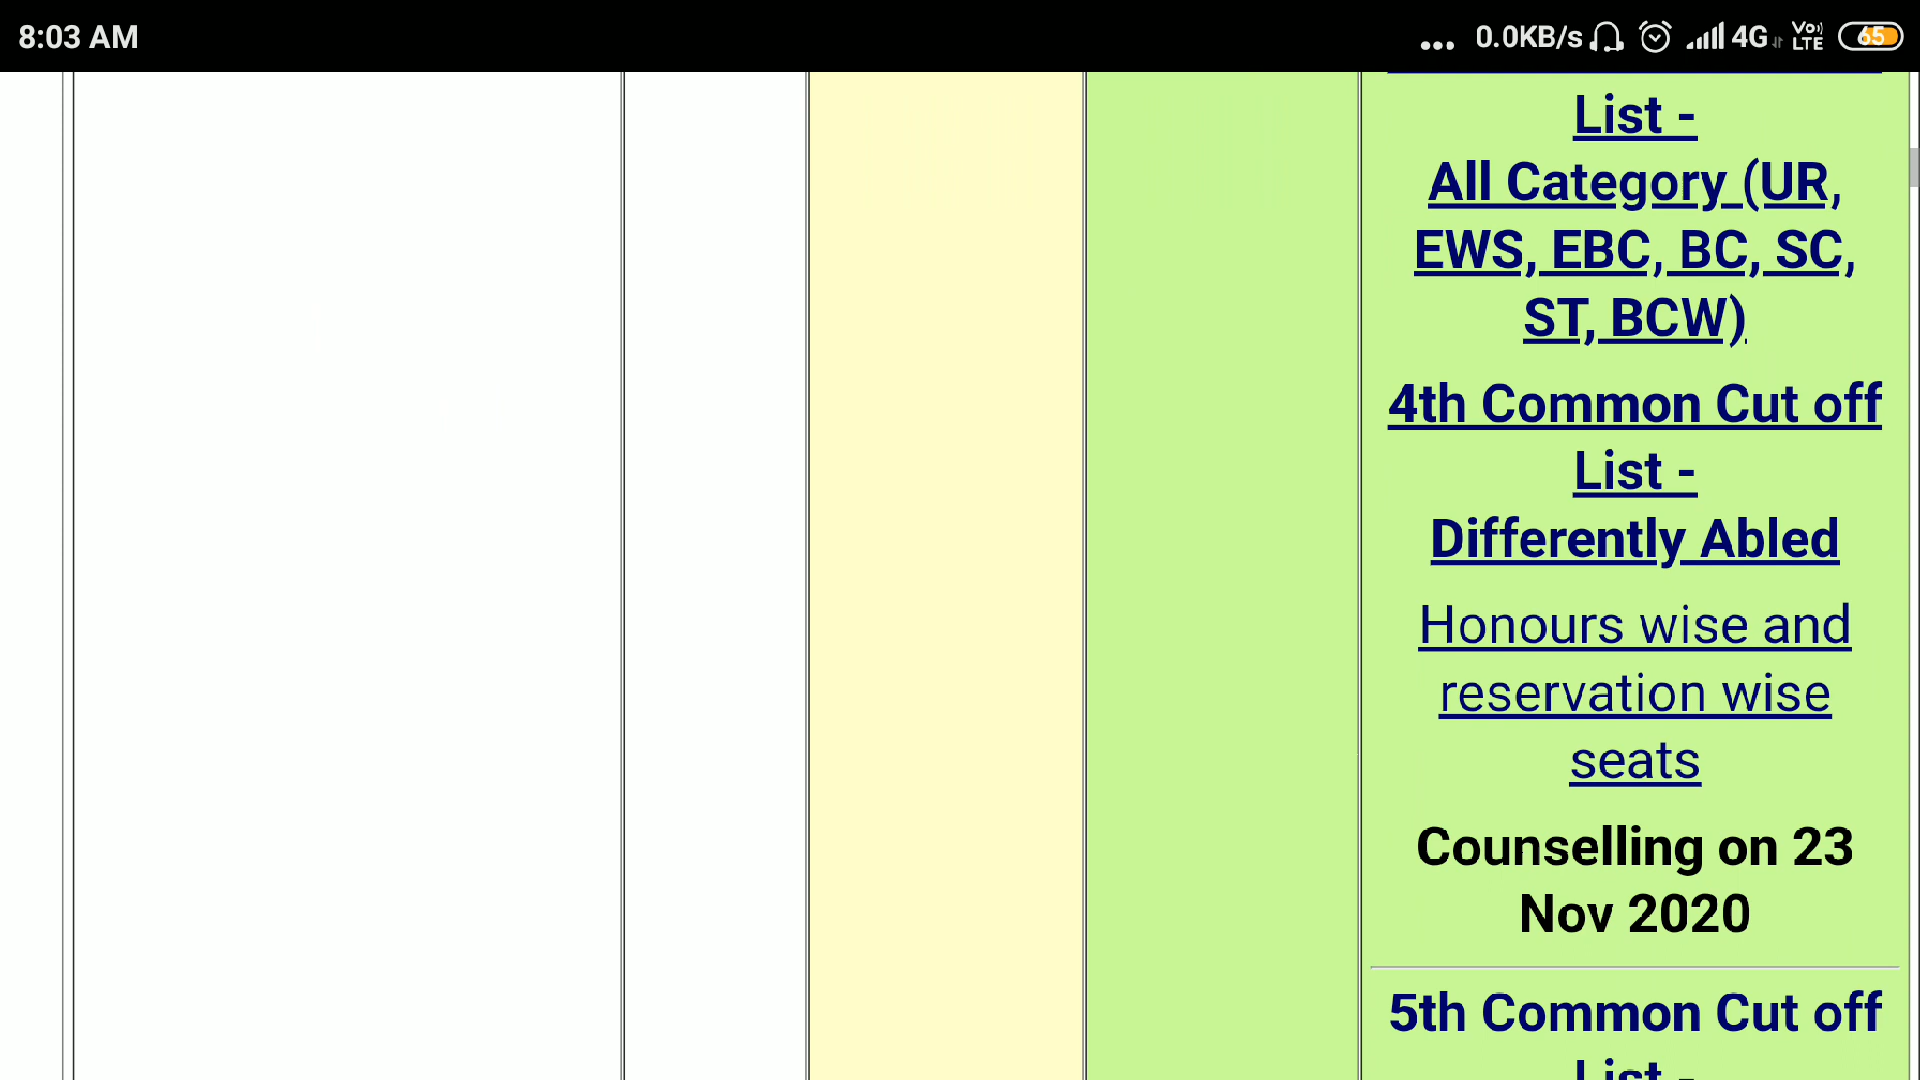 8:03 AM
... 0.0KB/s 4G Vo) LTE 65
List -
All Category (UR,
EWS, EBC, BC, SC,
ST, BCW)
4th Common Cut off
List -
Differently Abled
Honours wise and
reservation wise
seats
Counselling on 23
Nov 2020
5th Common Cut off
List -